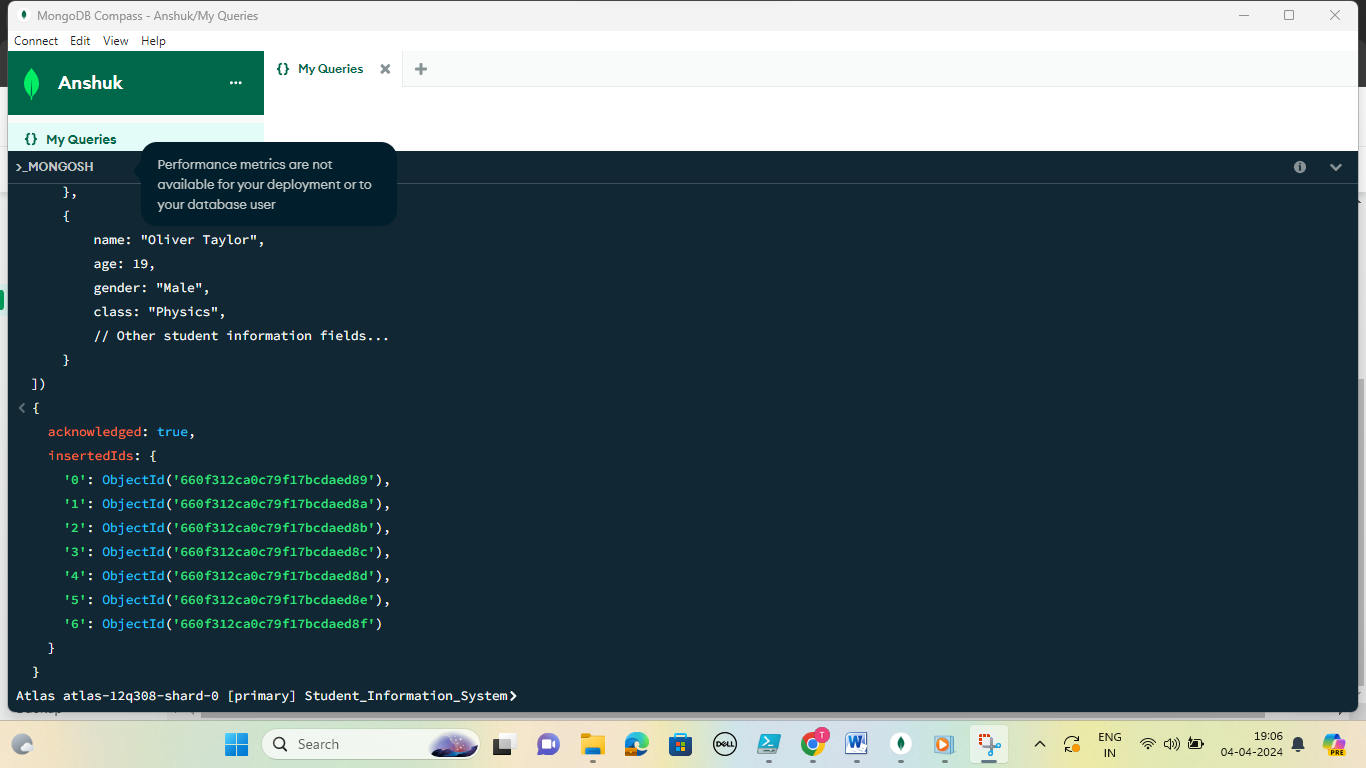 MongoDB Compass - Anshuk/My Queries
Connect Edit View Help
Anshuk
{} My Queries
{} My Queries
>_MONGOSH
Performance metrics are not
available for your deployment or to
your database user
},
{
name: "Oliver Taylor",
age: 19,
gender: "Male",
class: "Physics",
// Other student information fields...
}
])
< {
acknowledged: true,
insertedIds: {
'0': ObjectId('660f312ca0c79f17bcdaed89'),
'1': ObjectId('660f312ca0c79f17bcdaed8a'),
'2': ObjectId('660f312ca0c79f17bcdaed8b'),
'3': ObjectId('660f312ca0c79f17bcdaed8c'),
'4': ObjectId('660f312ca0c79f17bcdaed8d'),
'5': ObjectId('660f312ca0c79f17bcdaed8e'),
'6': ObjectId('660f312ca0c79f17bcdaed8f')
}
}
Atlas atlas-12q308-shard-0 [primary] Student_Information_System>
Search
DELL
T
ENG
IN
19:06
04-04-2024
PRE